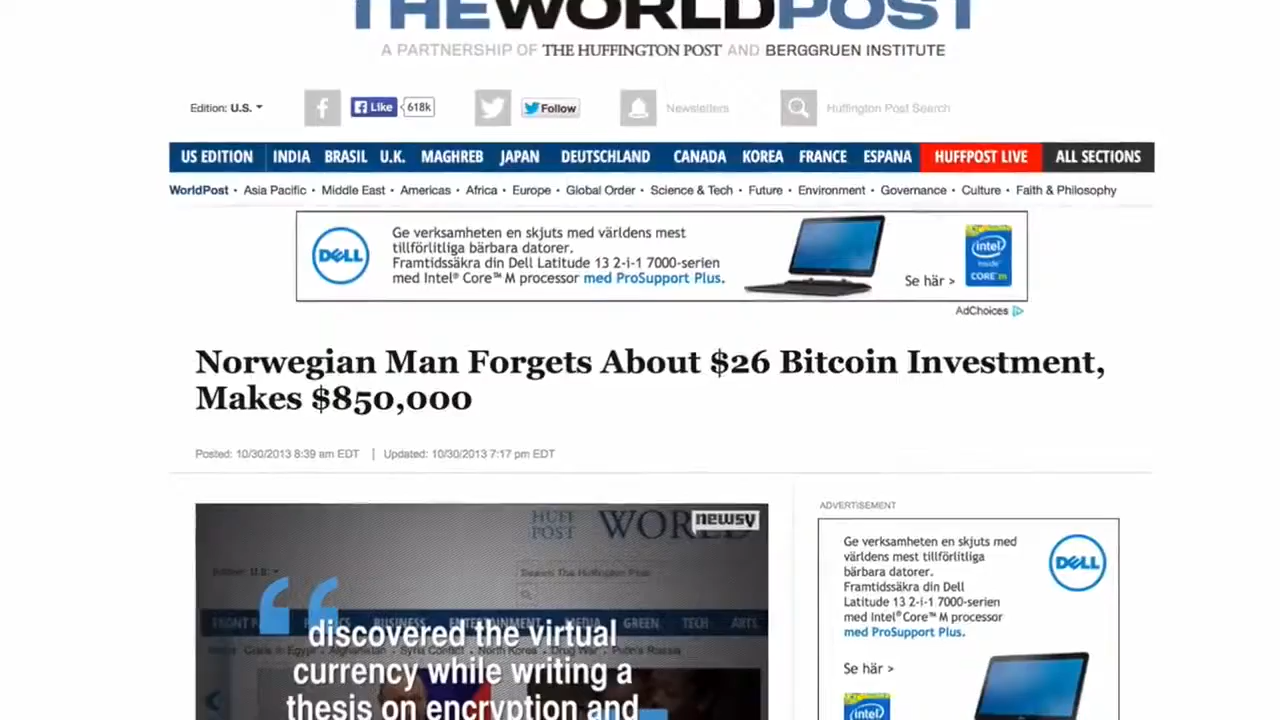 THEWORLDPOST
A PARTNERSHIP OF THE HUFFINGTON POST AND BERGGRUEN INSTITUTE
Edition: U.S.
Like 618k
Follow
Newsletters
Huffington Post Search
US EDITION INDIA BRASIL U.K. MAGHREB JAPAN DEUTSCHLAND CANADA KOREA FRANCE ESPANA HUFFPOST LIVE ALL SECTIONS
WorldPost • Asia Pacific • Middle East • Americas • Africa • Europe • Global Order • Science & Tech • Future • Environment • Governance • Culture • Faith & Philosophy
DELL
Ge verksamheten en skjuts med världens mest
tillförlitliga bärbara datorer.
Framtidssäkra din Dell Latitude 13 2-i-1 7000-serien
med Intel® Core™ M processor med ProSupport Plus.
Se här >
intel
inside
CORE m
AdChoices
Norwegian Man Forgets About $26 Bitcoin Investment,
Makes $850,000
Posted: 10/30/2013 8:39 am EDT | Updated: 10/30/2013 7:17 pm EDT
HUFF
POST
WORLD
newsy
Edition: U.S.
Search The Huffington Post
BUSINESS ENTERTAINMENT MEDIA GREEN TECH ARTS
Afghanistan • Syria Conflict • North Korea • Drug War • Putin's Russia
“
discovered the virtual
currency while writing a
thesis on encryption and
ADVERTISEMENT
Ge verksamheten en skjuts med
världens mest tillförlitliga
bärbara datorer.
Framtidssäkra din Dell
Latitude 13 2-i-1 7000-serien
med Intel® Core™ M processor
med ProSupport Plus.
DELL
Se här >
intel